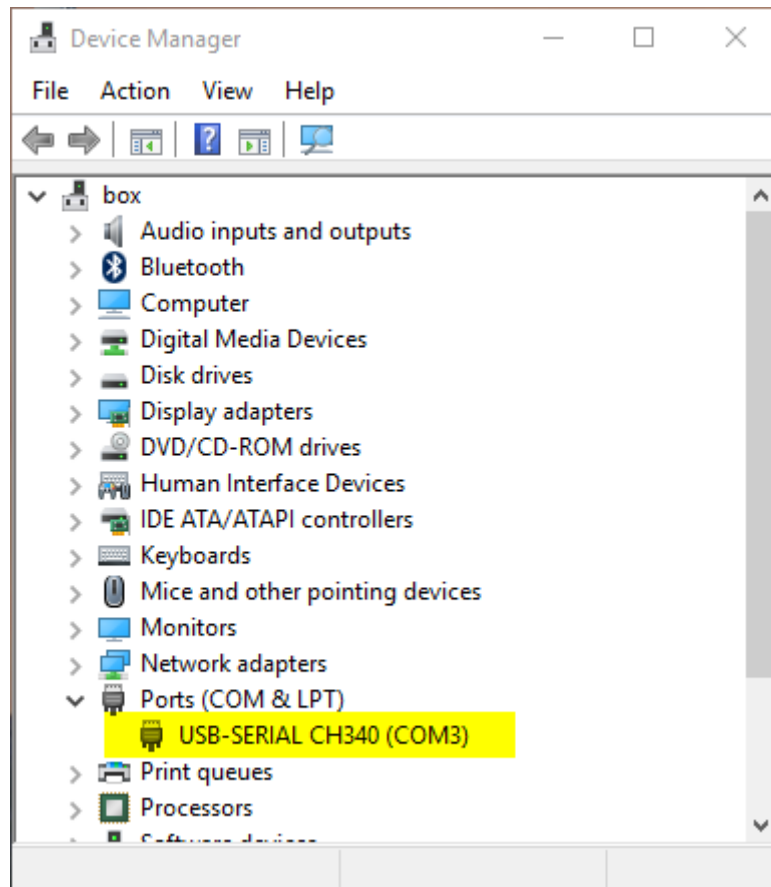 Device Manager
File Action View Help
box
Audio inputs and outputs
Bluetooth
Computer
Digital Media Devices
Disk drives
Display adapters
DVD/CD-ROM drives
Human Interface Devices
IDE ATA/ATAPI controllers
Keyboards
Mice and other pointing devices
Monitors
Network adapters
Ports (COM & LPT)
USB-SERIAL CH340 (COM3)
Print queues
Processors
Software devices